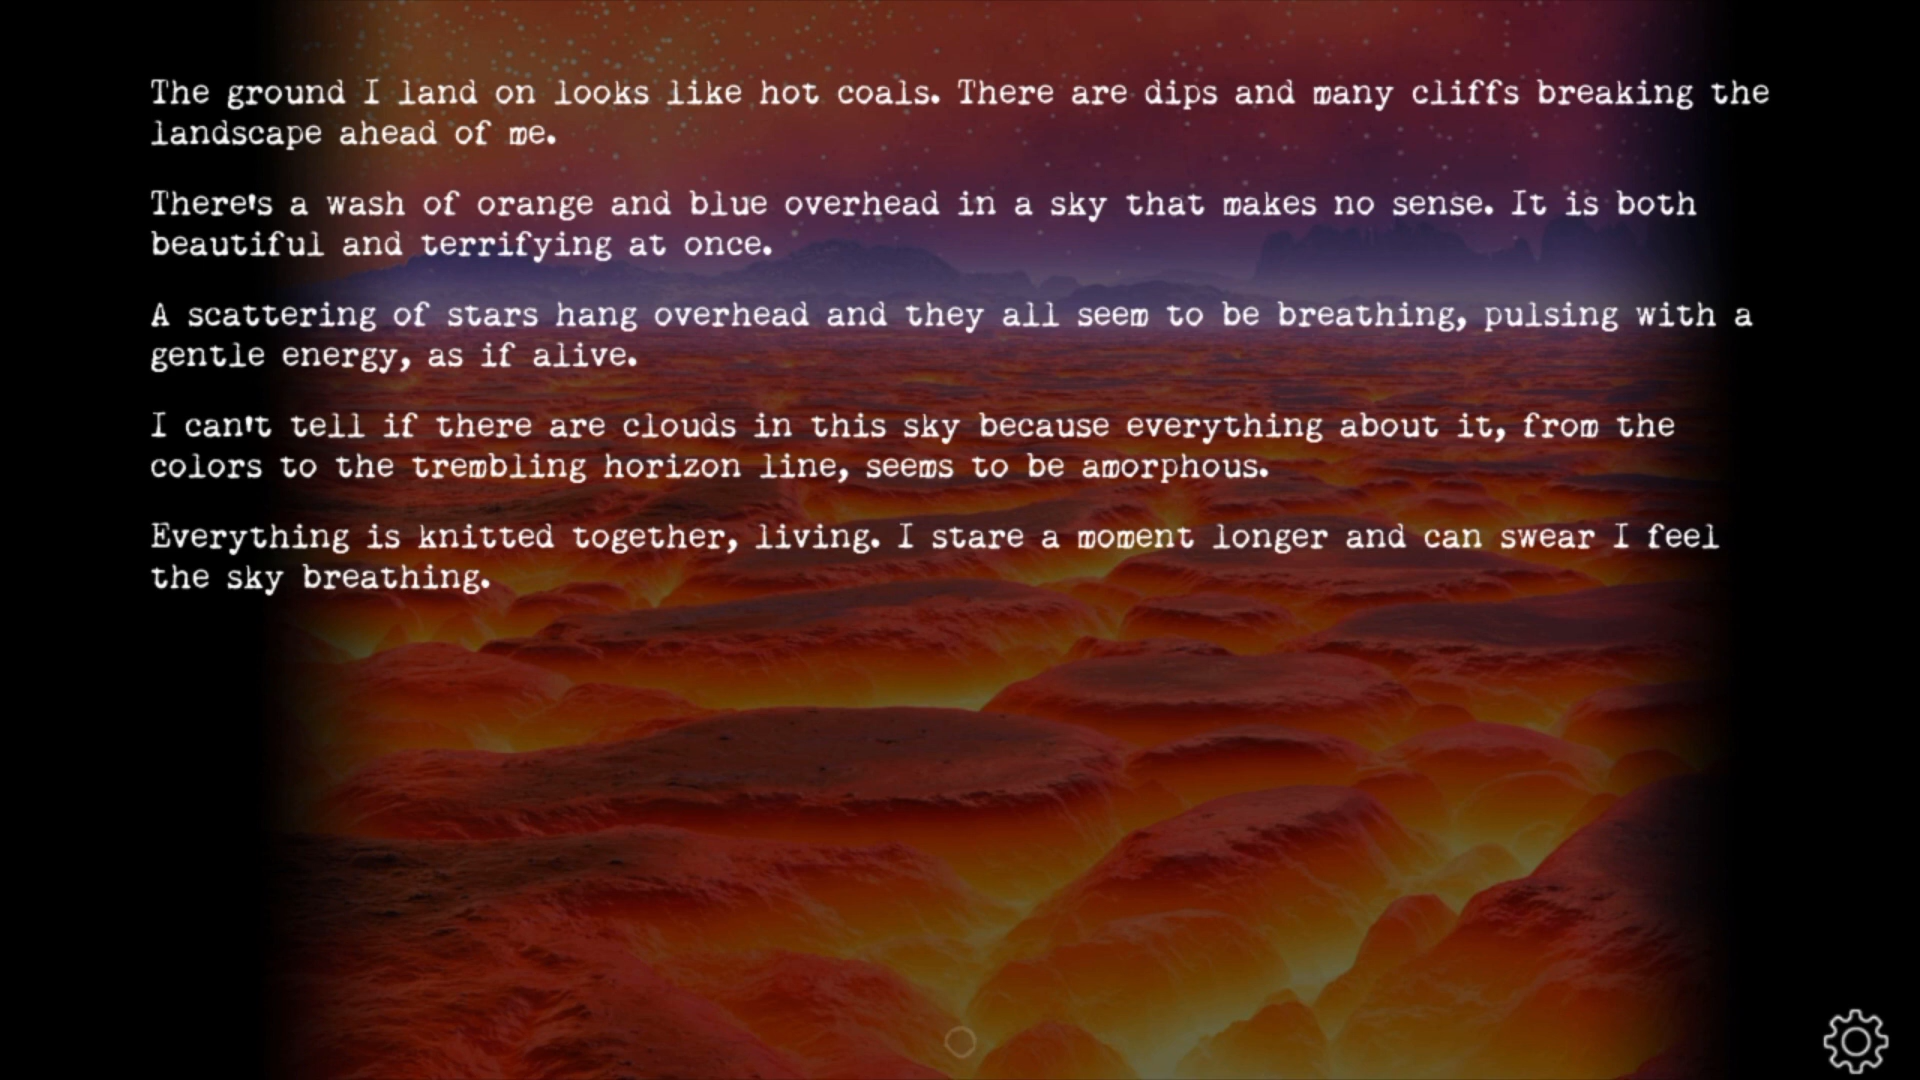 The ground I land on looks like hot coals. There are dips and many cliffs breaking the
landscape ahead of me.
There's a wash of orange and blue overhead in a sky that makes no sense. It is both
beautiful and terrifying at once.
A scattering of stars hang overhead and they all seem to be breathing, pulsing with a
gentle energy, as if alive.
I can't tell if there are clouds in this sky because everything about it, from the
colors to the trembling horizon line, seems to be amorphous.
Everything is knitted together, living. I stare a moment longer and can swear I feel
the sky breathing.